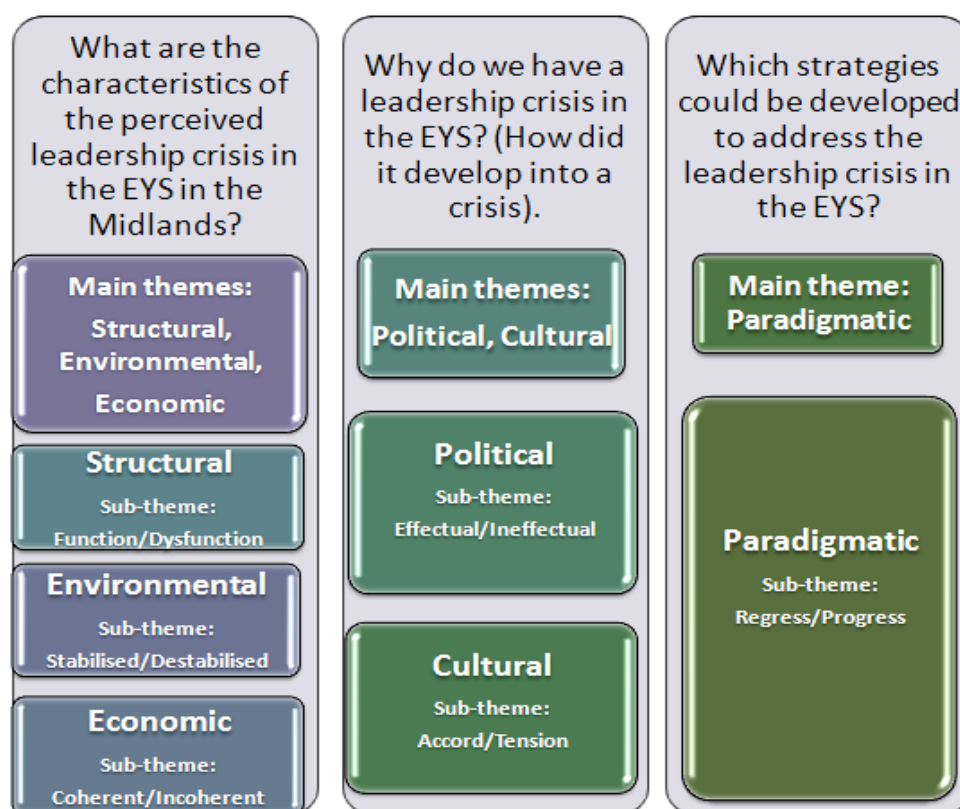 What are the
characteristics of
the perceived
leadership crisis in
the EYS in the
Midlands?
Main themes:
Structural,
Environmental,
Economic
Structural
Sub-theme:
Function/Dysfunction
Environmental
Sub-theme:
Stabilised/Destabilised
Economic
Sub-theme:
Coherent/Incoherent
Why do we have a
leadership crisis in
the EYS? (How did
it develop into a
crisis).
Main themes:
Political, Cultural
Political
Sub-theme:
Effectual/Ineffectual
Cultural
Sub-theme:
Accord/Tension
Which strategies
could be developed
to address the
leadership crisis in
the EYS?
Main theme:
Paradigmatic
Paradigmatic
Sub-theme:
Regress/Progress